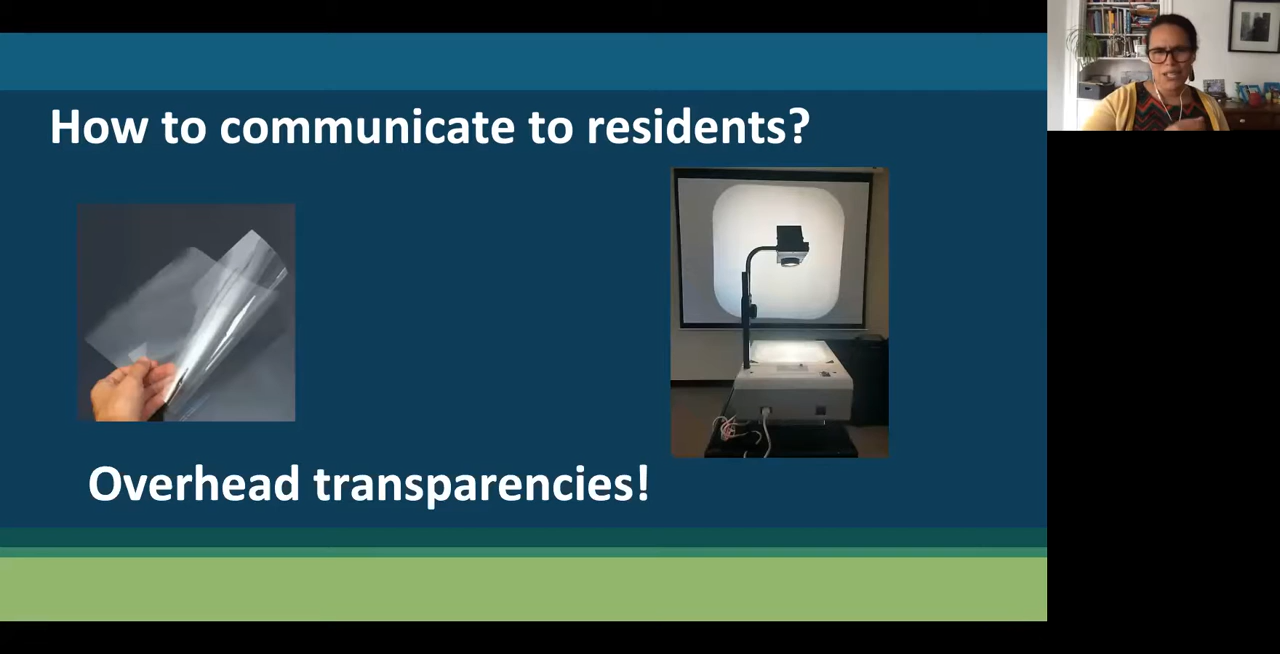 How to communicate to residents?
Overhead transparencies!